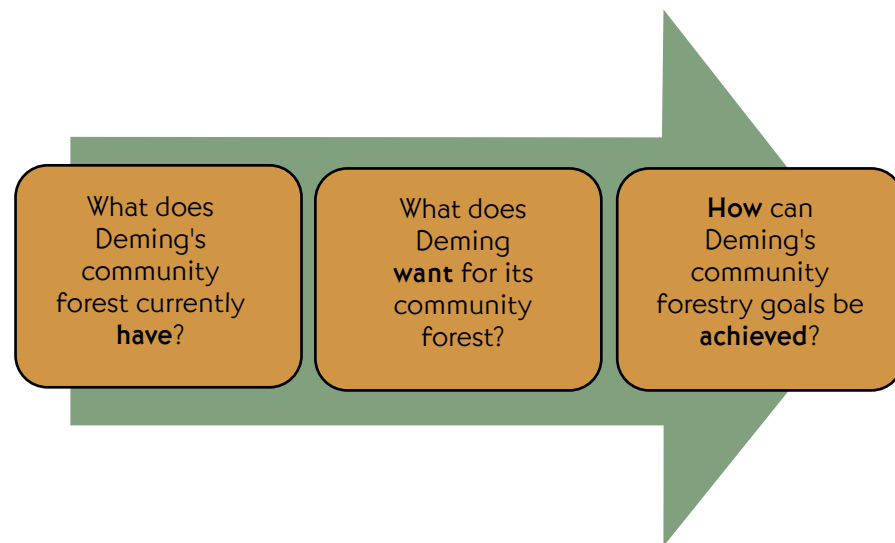 What does
Deming's
community
forest currently
have?
What does
Deming
want for its
community
forest?
How can
Deming's
community
forestry goals be
achieved?